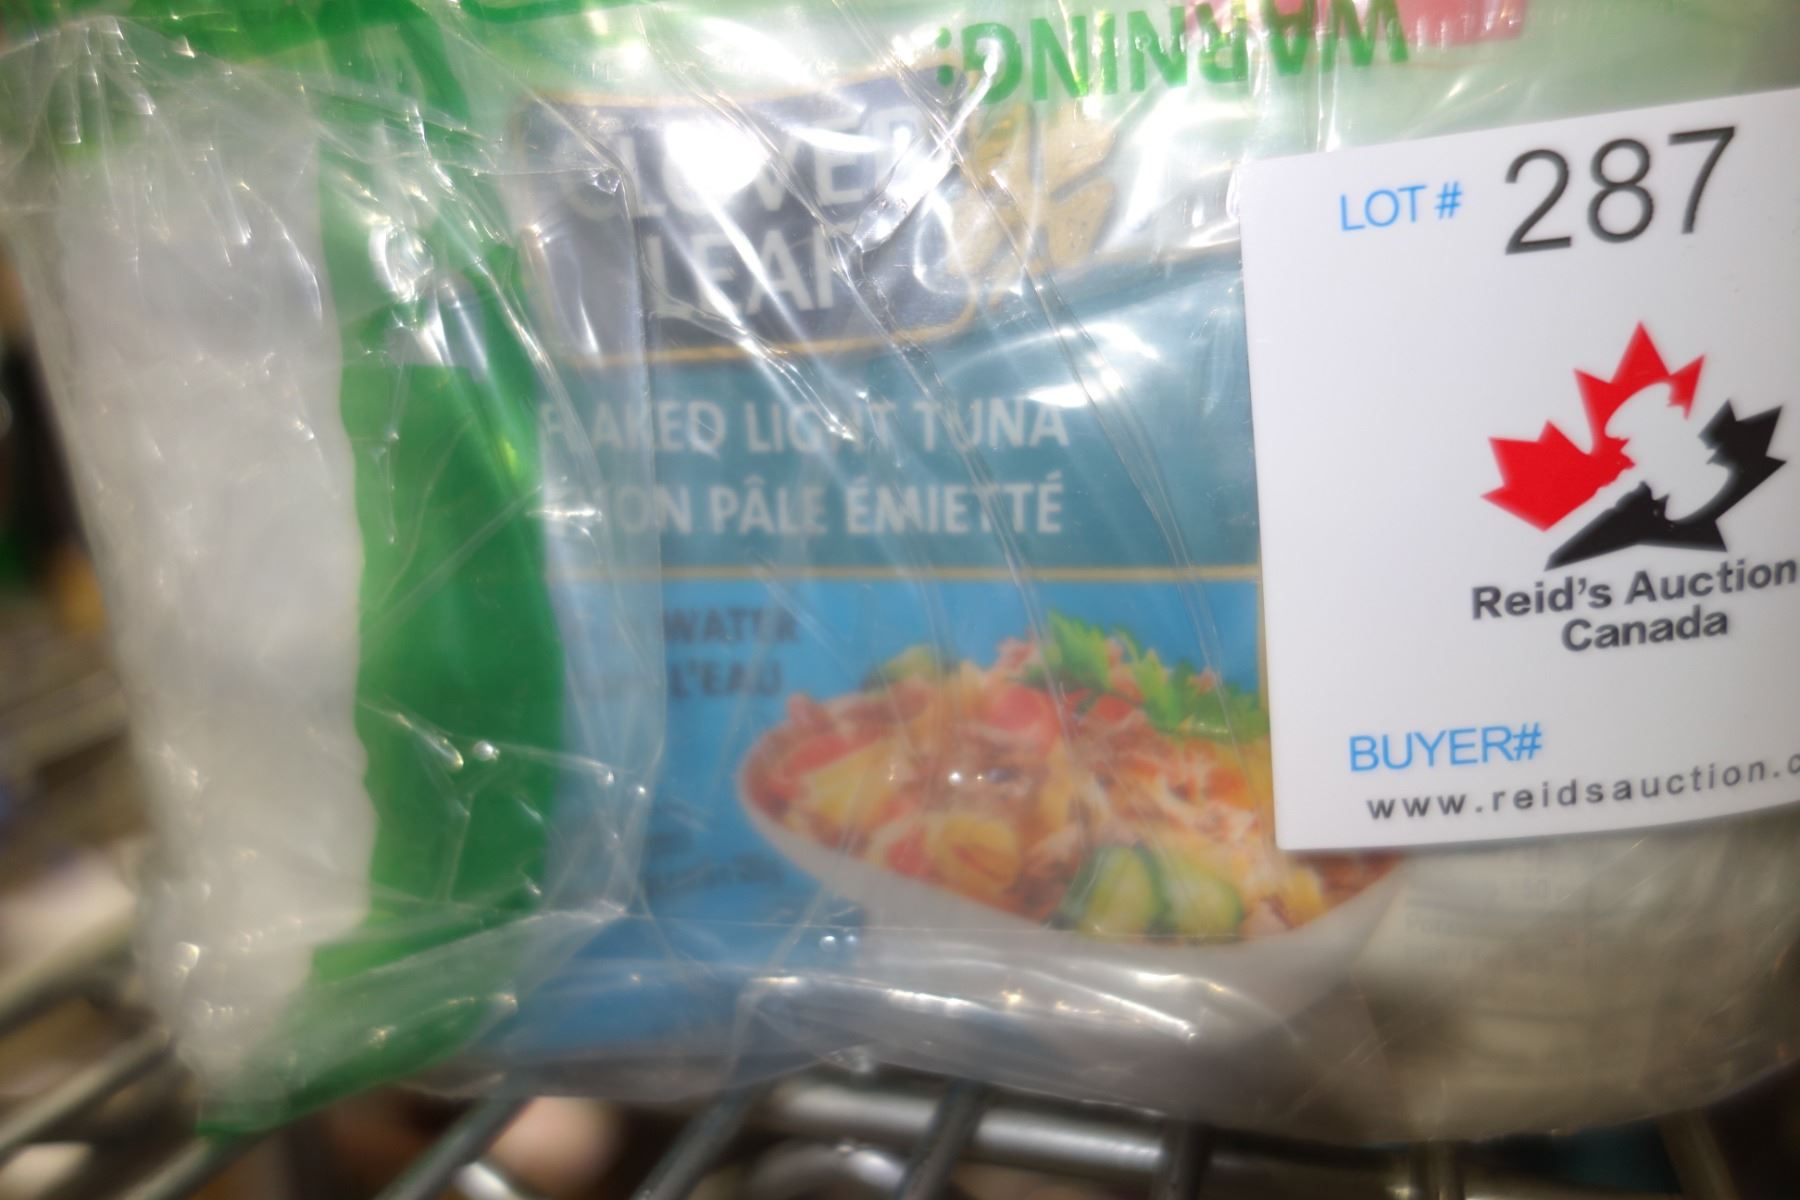 WARNING:
CLOVER
LEAF
FLAKED LIGHT TUNA
PÂLE ÉMIETTÉ
WATER
L'EAU
LOT # 287
Reid's Auction
Canada
BUYER#
www.reidsauction.c